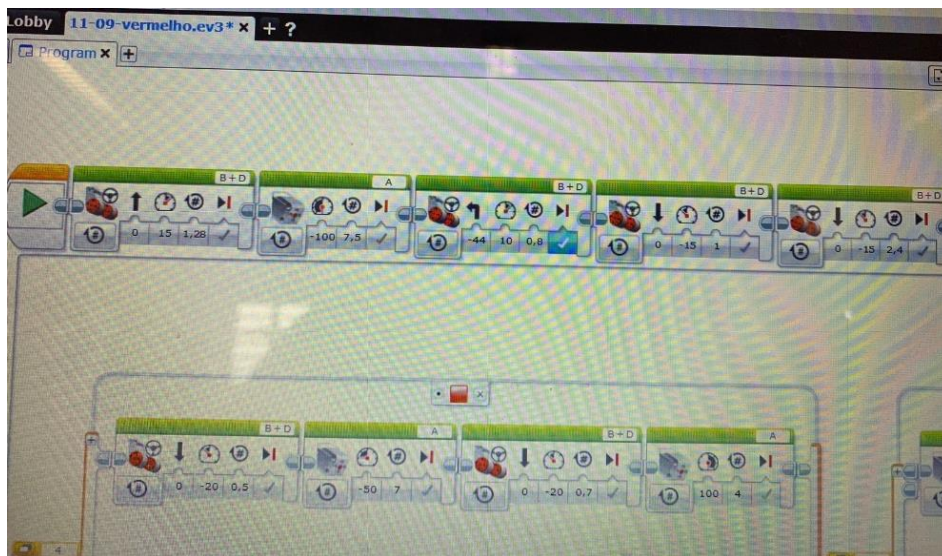 Lobby 11-09-vermelho.ev3* × + ?
Program × +
B+D A B+D B+D B+D
# # # # #
# 0 15 1,28 # -100 7,5 # -44 10 0,8 # 0 -15 1 # 0 -15 2,4
B+D A B+D A
# # # #
# 0 -20 0,5 # -50 7 # 0 -20 0,7 # 100 4
4